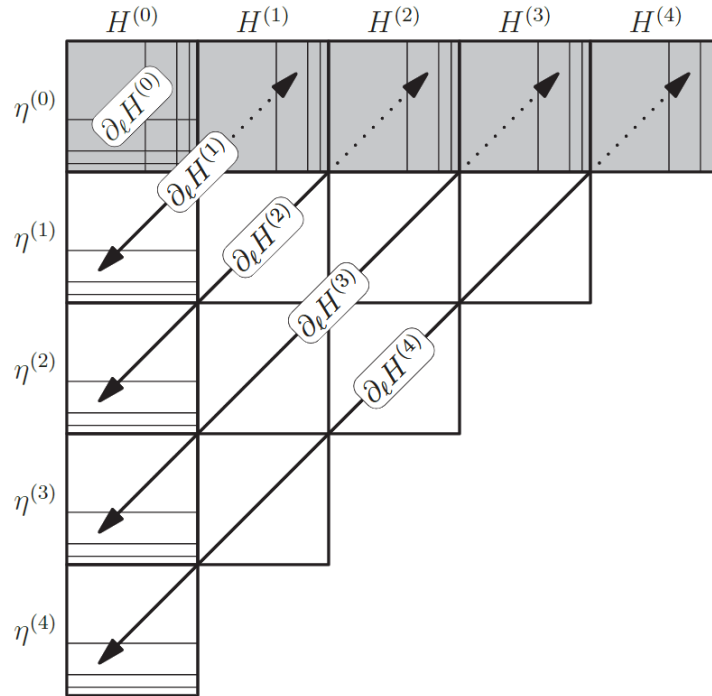 H^{(0)} H^{(1)} H^{(2)} H^{(3)} H^{(4)}
η^{(0)} ∂_ℓH^{(0)}
∂_ℓH^{(1)}
η^{(1)} ∂_ℓH^{(2)}
∂_ℓH^{(3)}
η^{(2)} ∂_ℓH^{(4)}
η^{(3)}
η^{(4)}